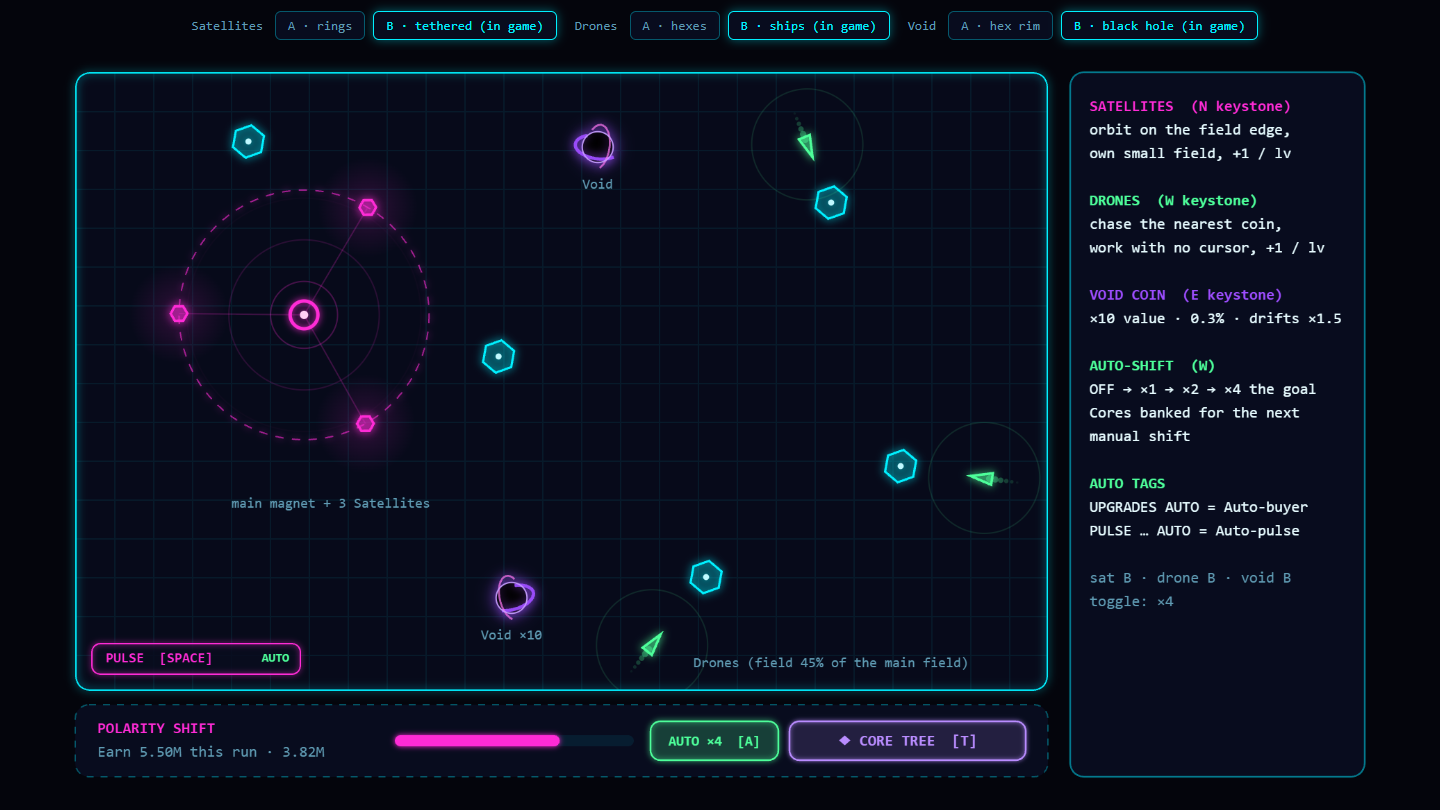 Satellites A · rings B · tethered (in game) Drones A · hexes B · ships (in game) Void A · hex rim B · black hole (in game)
Void
main magnet + 3 Satellites
Void ×10
Drones (field 45% of the main field)
PULSE [SPACE] AUTO
POLARITY SHIFT
Earn 5.50M this run · 3.82M
AUTO ×4 [A]
◆ CORE TREE [T]
SATELLITES (N keystone)
orbit on the field edge,
own small field, +1 / lv
DRONES (W keystone)
chase the nearest coin,
work with no cursor, +1 / lv
VOID COIN (E keystone)
×10 value · 0.3% · drifts ×1.5
AUTO-SHIFT (W)
OFF → ×1 → ×2 → ×4 the goal
Cores banked for the next
manual shift
AUTO TAGS
UPGRADES AUTO = Auto-buyer
PULSE … AUTO = Auto-pulse
sat B · drone B · void B
toggle: ×4